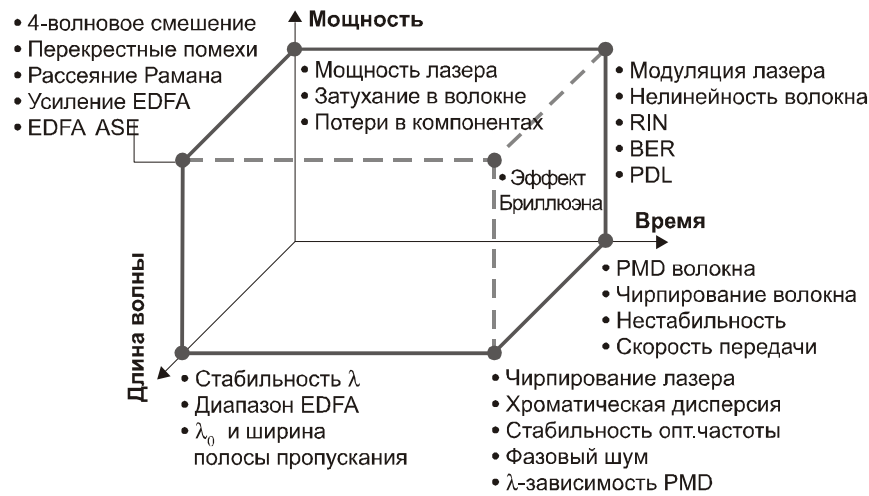 • 4-волновое смешение
• Перекрестные помехи
• Рассеяние Рамана
• Усиление EDFA
• EDFA ASE
Мощность
• Мощность лазера
• Затухание в волокне
• Потери в компонентах
• Модуляция лазера
• Нелинейность волокна
• RIN
• BER
• PDL
• Эффект
Бриллюэна
Время
• PMD волокна
• Чирпирование волокна
• Нестабильность
• Скорость передачи
Длина волны
• Стабильность λ
• Диапазон EDFA
• λ₀ и ширина
полосы пропускания
• Чирпирование лазера
• Хроматическая дисперсия
• Стабильность опт.частоты
• Фазовый шум
• λ-зависимость PMD